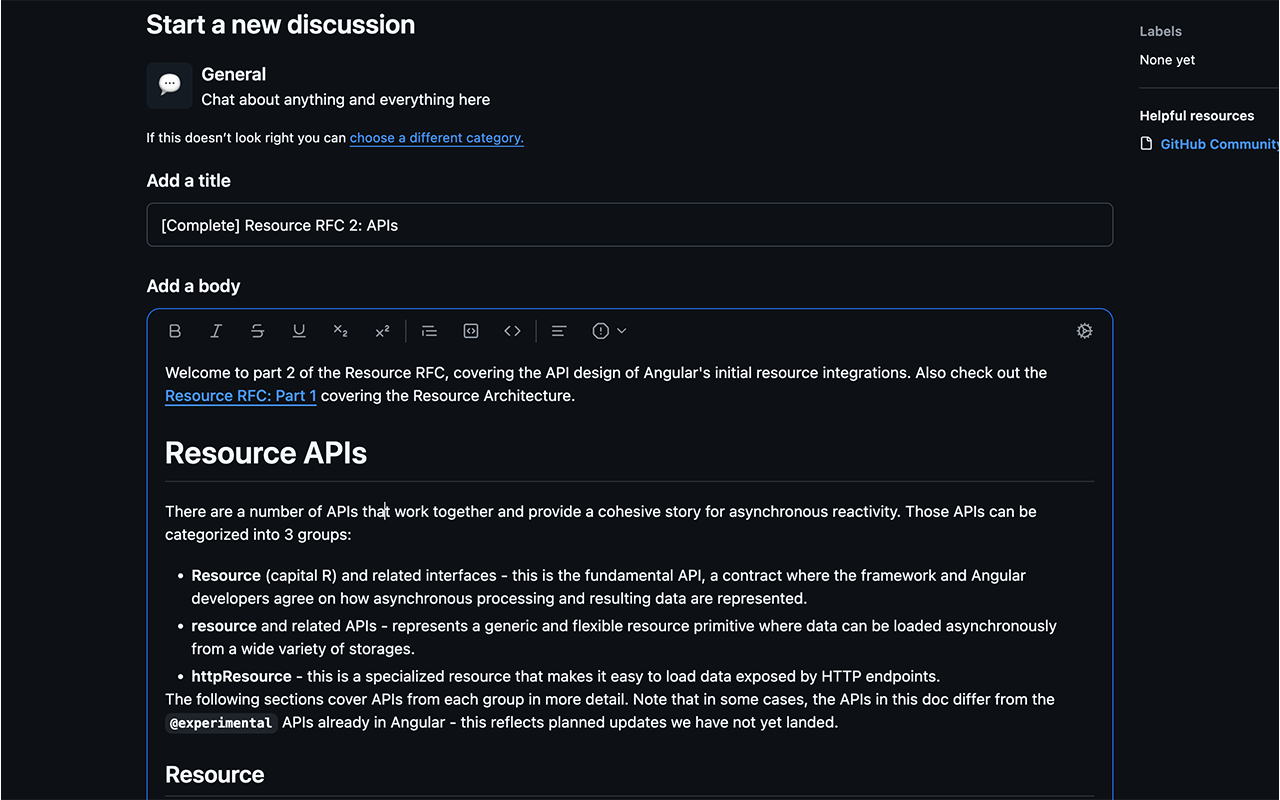 Start a new discussion
General
Chat about anything and everything here
If this doesn't look right you can choose a different category.
Add a title
[Complete] Resource RFC 2: APIs
Add a body
B I S U x₂ x²
Welcome to part 2 of the Resource RFC, covering the API design of Angular's initial resource integrations. Also check out the
Resource RFC: Part 1 covering the Resource Architecture.
Resource APIs
There are a number of APIs that work together and provide a cohesive story for asynchronous reactivity. Those APIs can be
categorized into 3 groups:
• Resource (capital R) and related interfaces - this is the fundamental API, a contract where the framework and Angular
developers agree on how asynchronous processing and resulting data are represented.
• resource and related APIs - represents a generic and flexible resource primitive where data can be loaded asynchronously
from a wide variety of storages.
• httpResource - this is a specialized resource that makes it easy to load data exposed by HTTP endpoints.
The following sections cover APIs from each group in more detail. Note that in some cases, the APIs in this doc differ from the
@experimental APIs already in Angular - this reflects planned updates we have not yet landed.
Resource
Labels
None yet
Helpful resources
GitHub Community